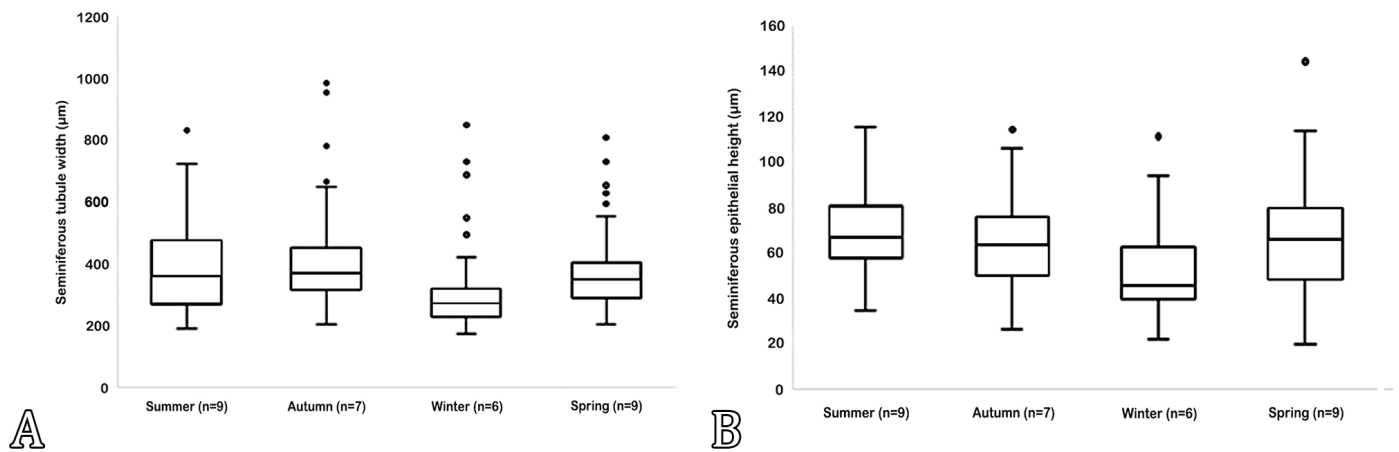 Seminiferous tubule width (µm)
1200
1000
800
600
400
200
0
Summer (n=9) Autumn (n=7) Winter (n=6) Spring (n=9)
A
Seminiferous epithelial height (µm)
160
140
120
100
80
60
40
20
0
Summer (n=9) Autumn (n=7) Winter (n=6) Spring (n=9)
B